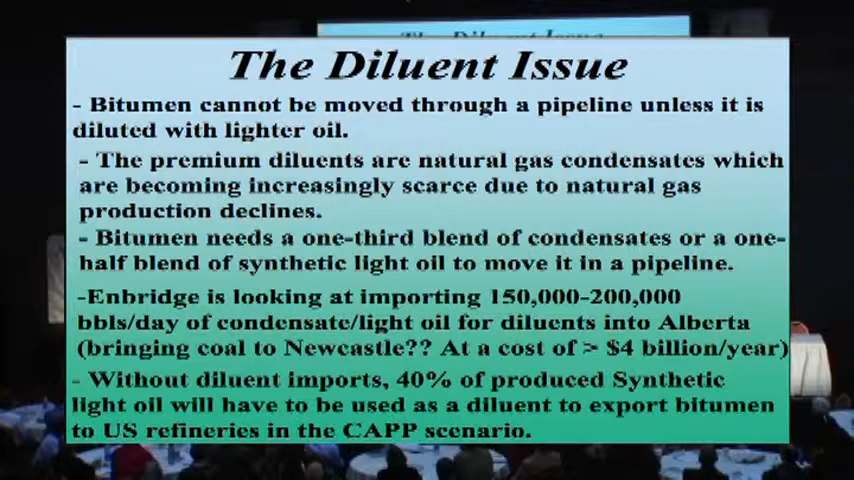 The Diluent Issue
- Bitumen cannot be moved through a pipeline unless it is
diluted with lighter oil.
- The premium diluents are natural gas condensates which
are becoming increasingly scarce due to natural gas
production declines.
- Bitumen needs a one-third blend of condensates or a one-
half blend of synthetic light oil to move it in a pipeline.
-Enbridge is looking at importing 150,000-200,000
bbls/day of condensate/light oil for diluents into Alberta
(bringing coal to Newcastle?? At a cost of > $4 billion/year)
- Without diluent imports, 40% of produced Synthetic
light oil will have to be used as a diluent to export bitumen
to US refineries in the CAPP scenario.